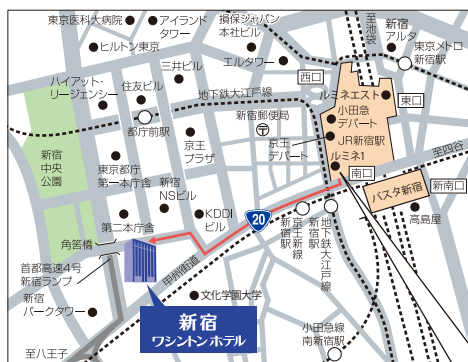 東京医科大病院
アイランド
タワー
損保ジャパン
本社ビル
至池袋
新宿
アルタ
東京メトロ
新宿駅
ヒルトン東京
エルタワー
三井ビル
西口
ハイアット・
リージェンシー
住友ビル
地下鉄大江戸線
ルミネエスト
東口
小田急
デパート
新宿郵便局
都庁前駅
京王
プラザ
京王
デパート
JR新宿駅
ルミネ1
至四谷
新宿
中央
公園
東京都庁
第一本庁舎
南口
新宿
NSビル
バスタ新宿
新南口
KDDI
ビル
20
第二本庁舎
京王新線
新宿駅
地下鉄大江戸線
新宿駅
高島屋
角筈橋
甲州街道
首都高速4号
新宿ランプ
新宿
パークタワー
文化学園大学
新宿
ワシントンホテル
小田急線
南新宿駅
至八王子